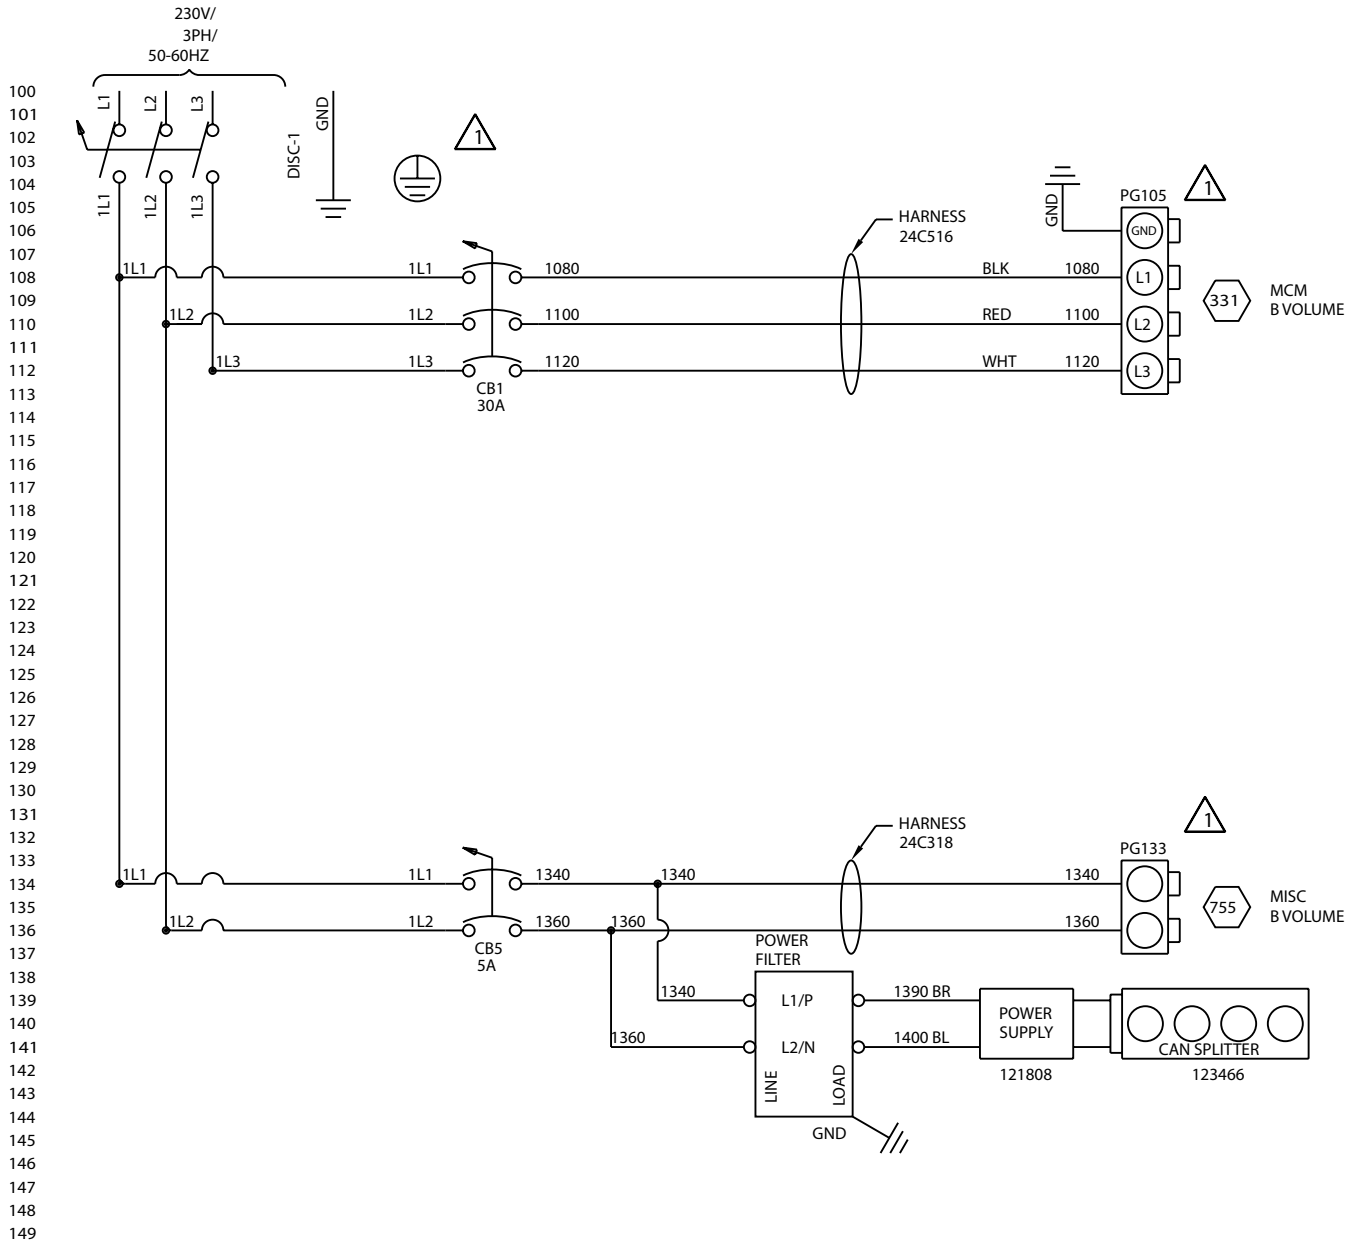 230V/
3PH/
50-60HZ
100
101
102
103
104
105
106
107
108
109
110
111
112
113
114
115
116
117
118
119
120
121
122
123
124
125
126
127
128
129
130
131
132
133
134
135
136
137
138
139
140
141
142
143
144
145
146
147
148
149
L1
L2
L3
DISC-1
GND
1
1L1
1L2
1L3
HARNESS
24C516
GND
PG105
1
GND
1L1
1L1
1080
BLK
1080
L1
1L2
1L2
1100
RED
1100
L2
331
MCM
B VOLUME
1L3
1L3
1120
WHT
1120
L3
CB1
30A
HARNESS
24C318
1
PG133
1L1
1L1
1340
1340
1340
1L2
1L2
1360
1360
1360
755
MISC
B VOLUME
CB5
5A
POWER
FILTER
1340
L1/P
1390 BR
1360
L2/N
1400 BL
LINE
LOAD
GND
POWER
SUPPLY
121808
CAN SPLITTER
123466